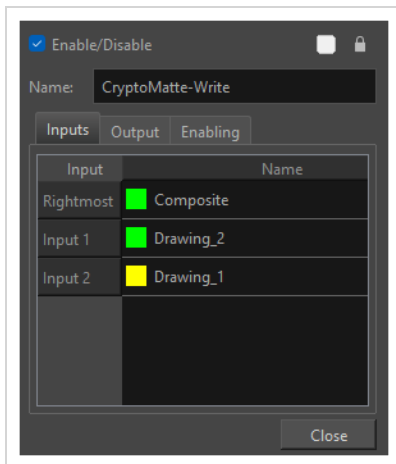 Enable/Disable
Name: CryptoMatte-Write
Inputs Output Enabling
Input Name
Rightmost Composite
Input 1 Drawing_2
Input 2 Drawing_1
Close